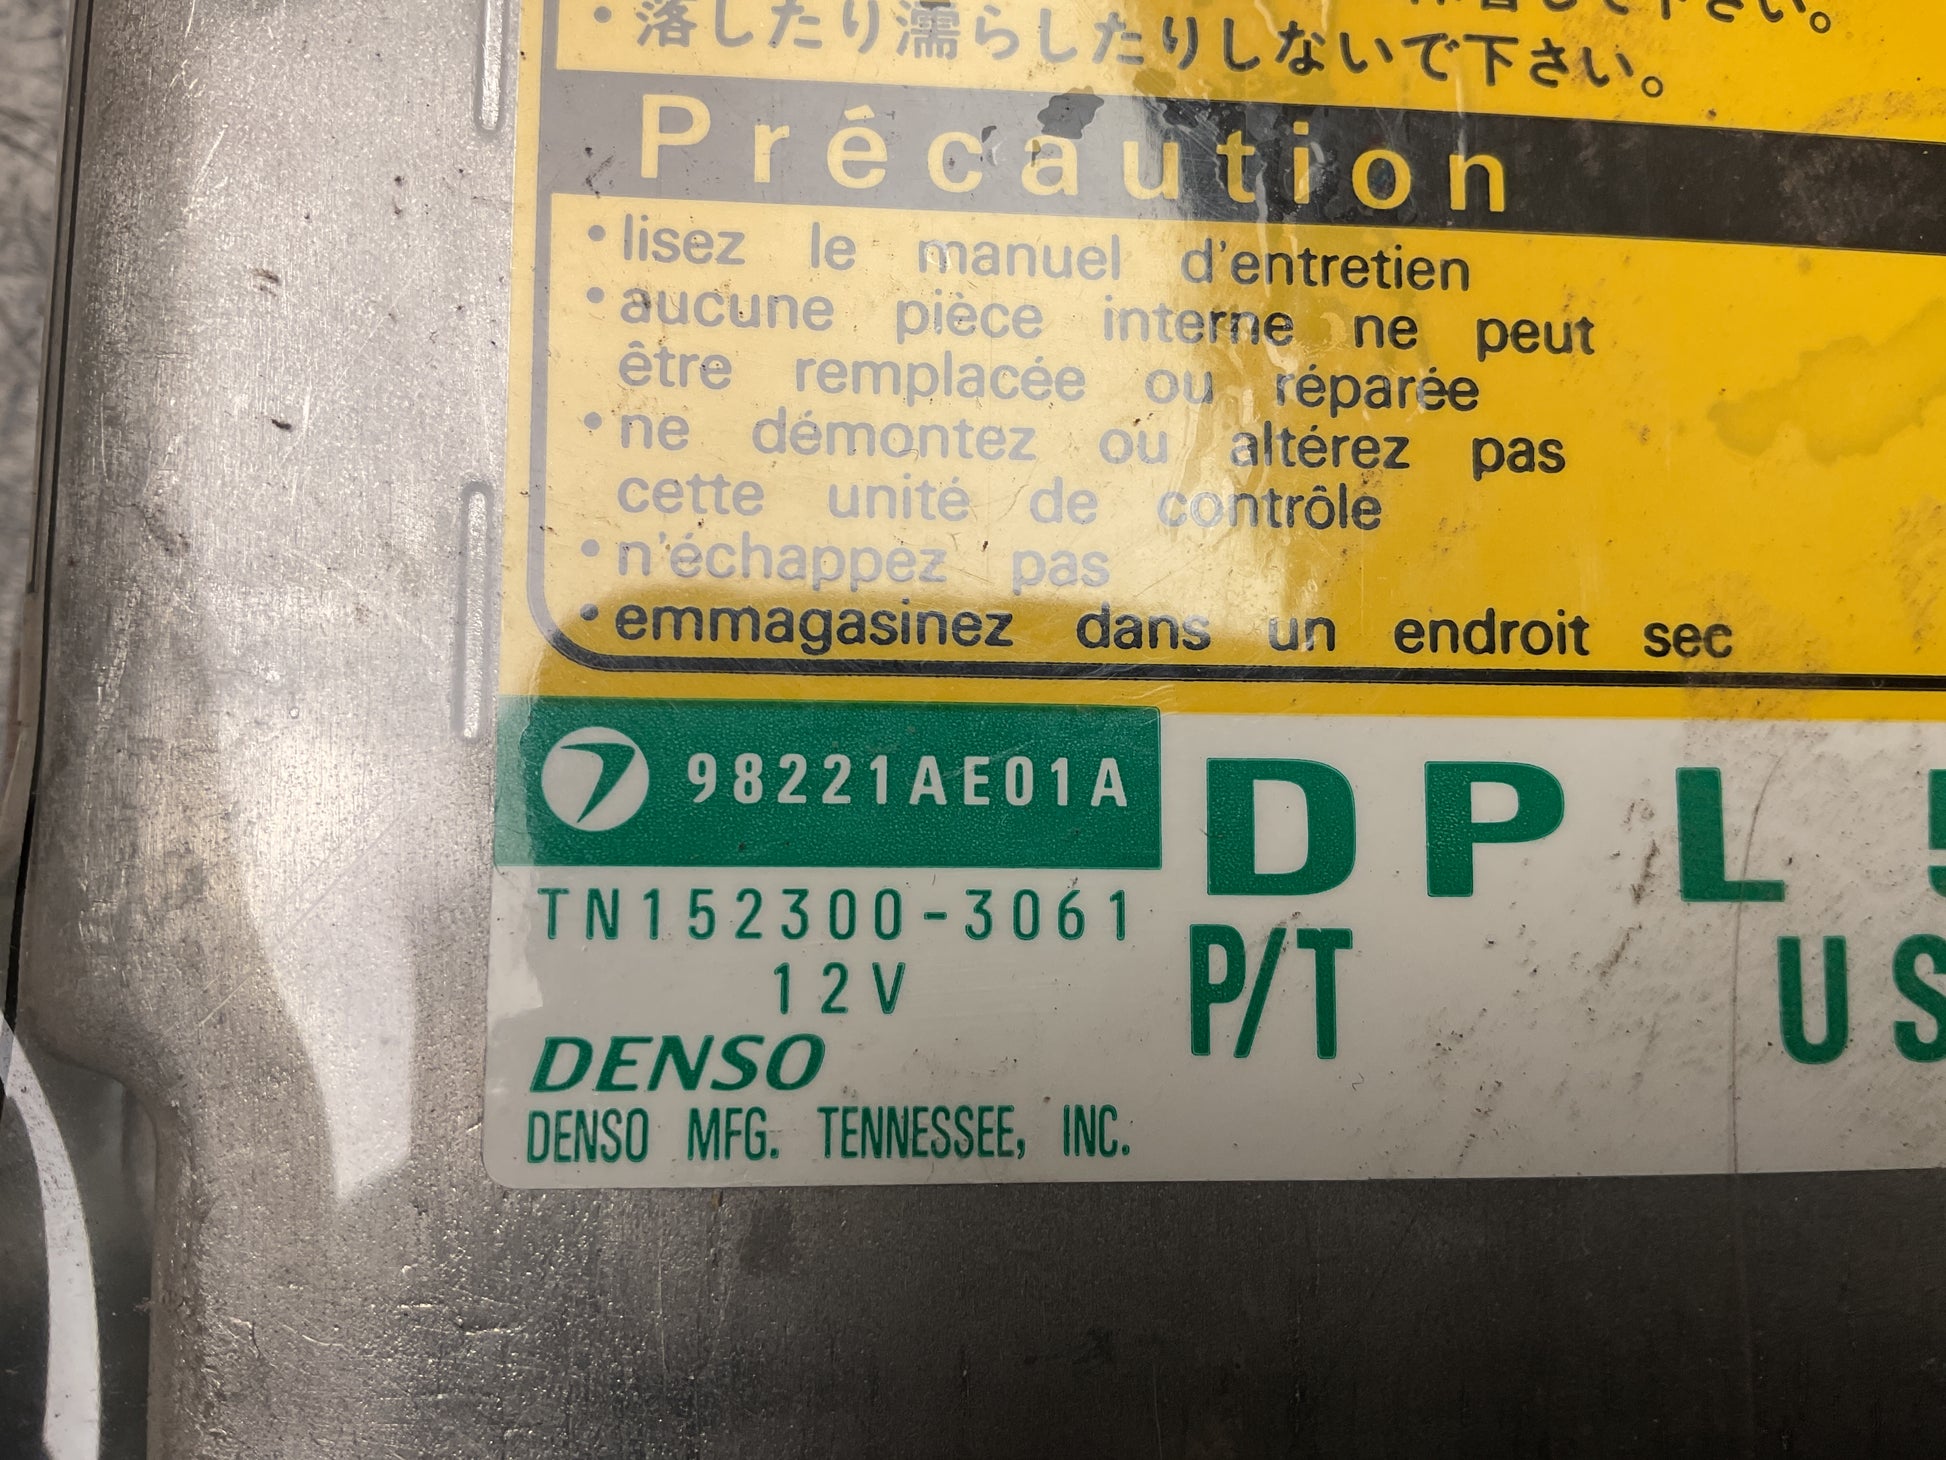 ・落したり濡らしたりしないで下さい。
Précaution
• lisez le manuel d'entretien
• aucune pièce interne ne peut
être remplacée ou réparée
• ne démontez ou altérez pas
cette unité de contrôle
• n'échappez pas
• emmagasinez dans un endroit sec
98221AE01A
TN152300-3061
12V
DENSO
DENSO MFG. TENNESSEE, INC.
DPL
P/T US